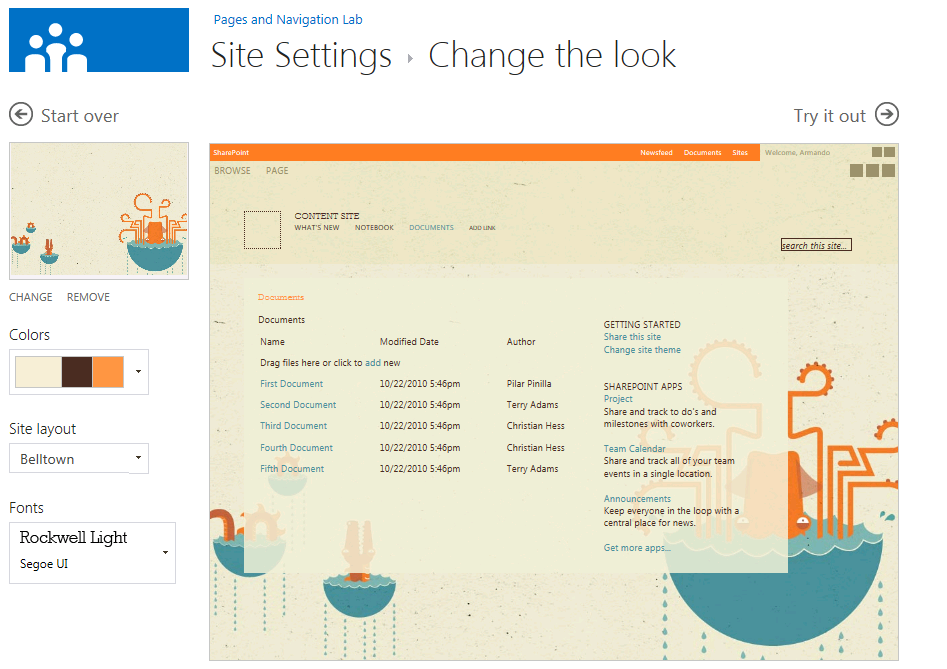 Pages and Navigation Lab
Site Settings ▸ Change the look
Start over
Try it out
CHANGE REMOVE
Colors
Site layout
Belltown
Fonts
Rockwell Light
Segoe UI
SharePoint Newsfeed Documents Sites Welcome, Armando
BROWSE PAGE
CONTENT SITE
WHAT'S NEW NOTEBOOK DOCUMENTS ADD LINK
search this site...
Documents
Documents
Name Modified Date Author
Drag files here or click to add new
First Document 10/22/2010 5:46pm Pilar Pinilla
Second Document 10/22/2010 5:46pm Terry Adams
Third Document 10/22/2010 5:46pm Christian Hess
Fourth Document 10/22/2010 5:46pm Christian Hess
Fifth Document 10/22/2010 5:46pm Terry Adams
GETTING STARTED
Share this site
Change site theme
SHAREPOINT APPS
Project
Share and track to do's and
milestones with coworkers.
Team Calendar
Share and track all of your team
events in a single location.
Announcements
Keep everyone in the loop with a
central place for news.
Get more apps...